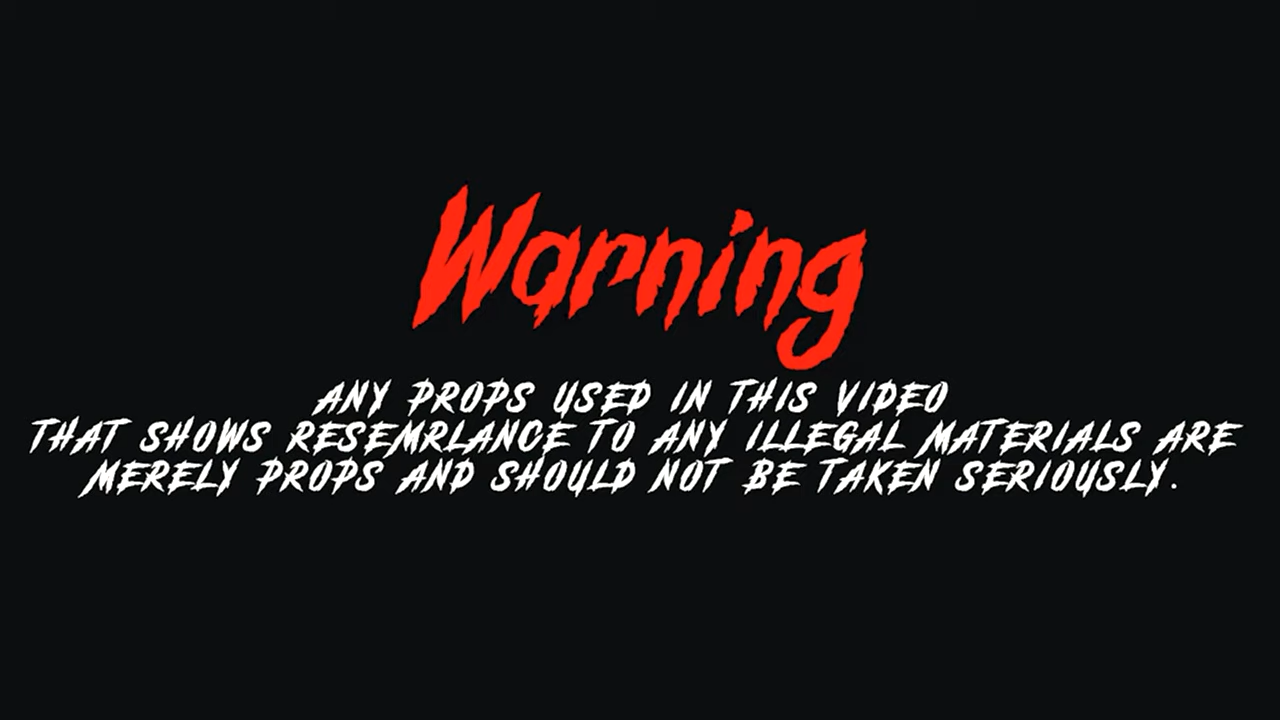 Warning
ANY PROPS USED IN THIS VIDEO
THAT SHOWS RESEMRLANCE TO ANY ILLEGAL MATERIALS ARE
MERELY PROPS AND SHOULD NOT BE TAKEN SERIOUSLY.